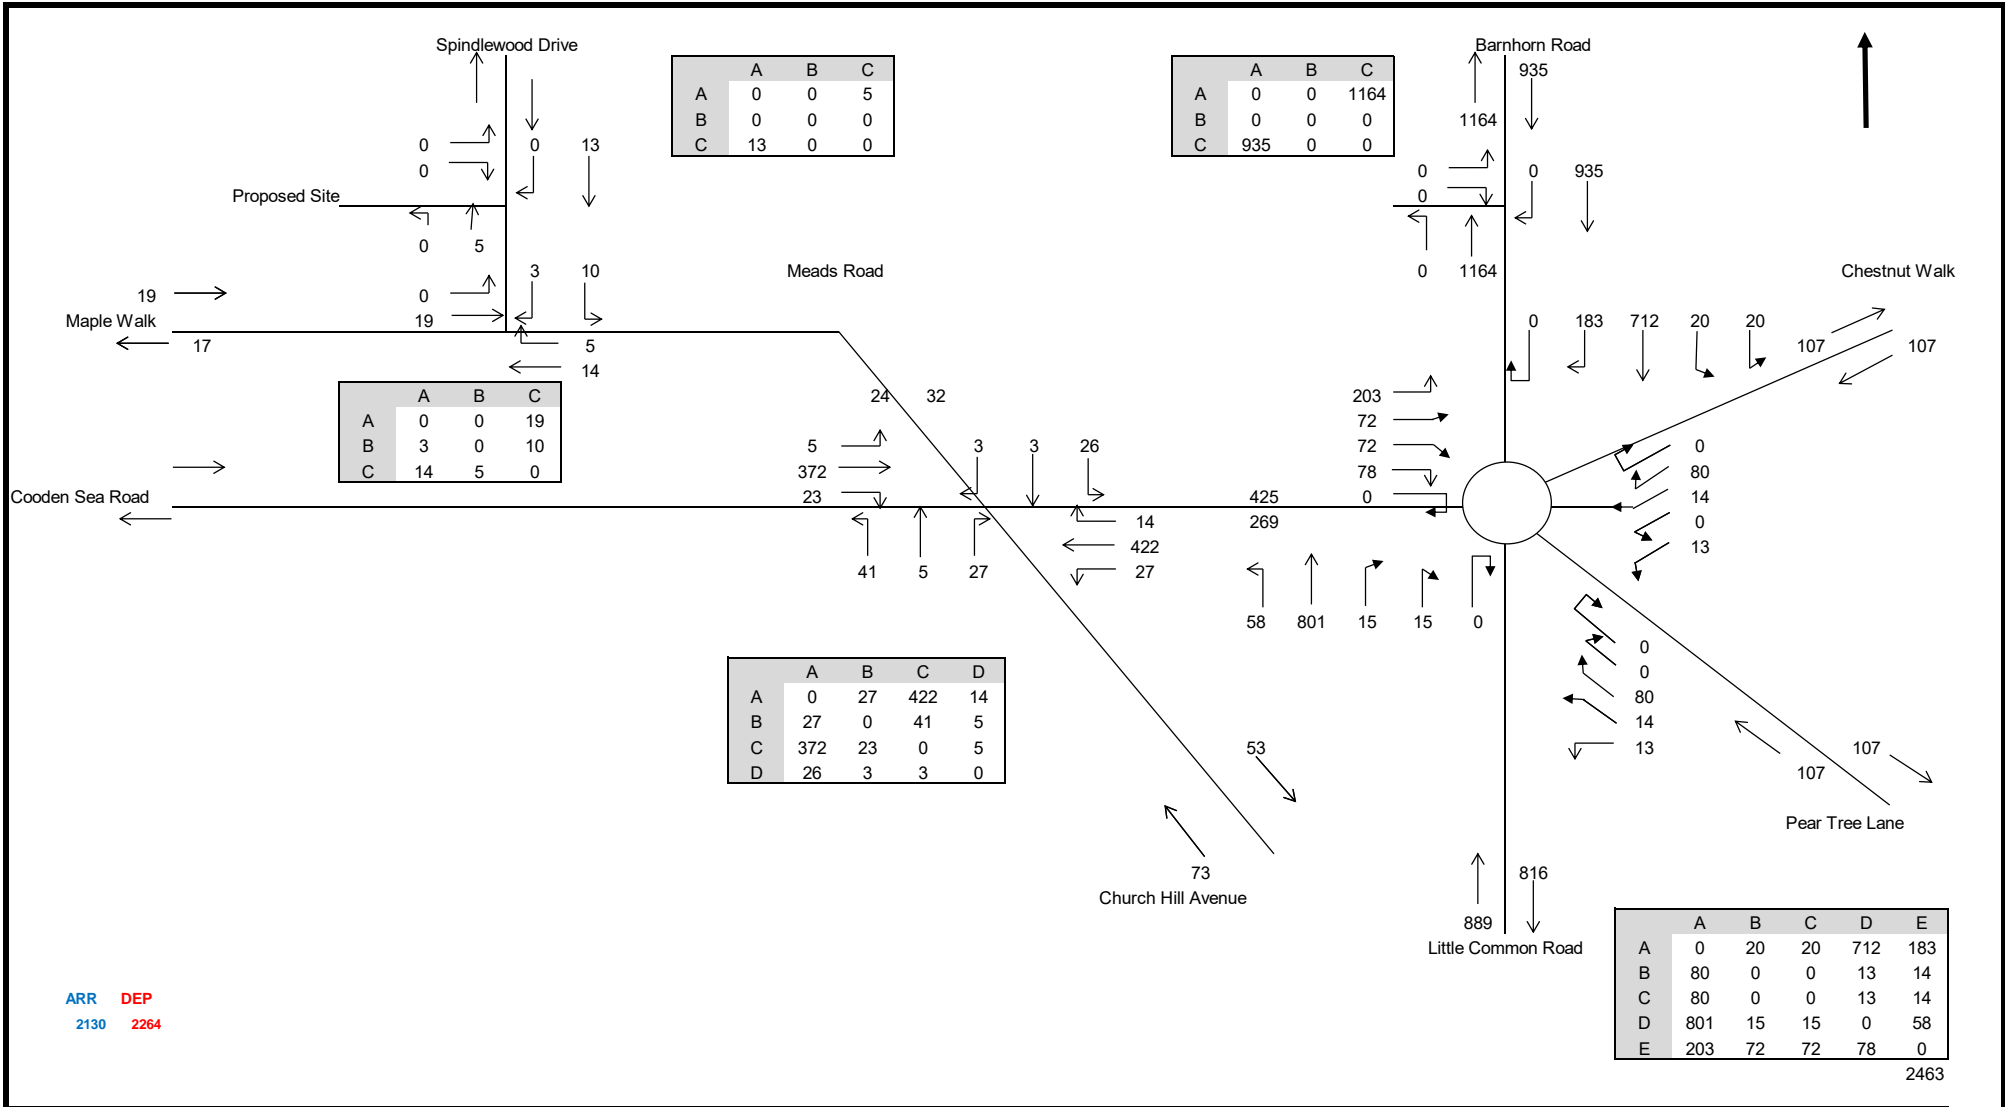 Spindlewood Drive
Barnhorn Road
A B C
A 0 0 5
B 0 0 0
C 13 0 0
A B C
A 0 0 1164
B 0 0 0
C 935 0 0
935
1164
0 0 13
0
Proposed Site
0 5
0 0 935
0
0 1164
Meads Road
Chestnut Walk
19
0 3 10
Maple Walk
19
17
5
14
0 183 712 20 20
107 107
A B C
A 0 0 19
B 3 0 10
C 14 5 0
24 32
203
72
72
78
0
5
372
23
3 3 26
Cooden Sea Road
425
269
14
422
27
41 5 27
0
80
14
0
13
58 801 15 15 0
0
0
80
14
13
A B C D
A 0 27 422 14
B 27 0 41 5
C 372 23 0 5
D 26 3 3 0
53
107
107
Pear Tree Lane
73
Church Hill Avenue
816
889
Little Common Road
A B C D E
A 0 20 20 712 183
B 80 0 0 13 14
C 80 0 0 13 14
D 801 15 15 0 58
E 203 72 72 78 0
2463
ARR DEP
2130 2264